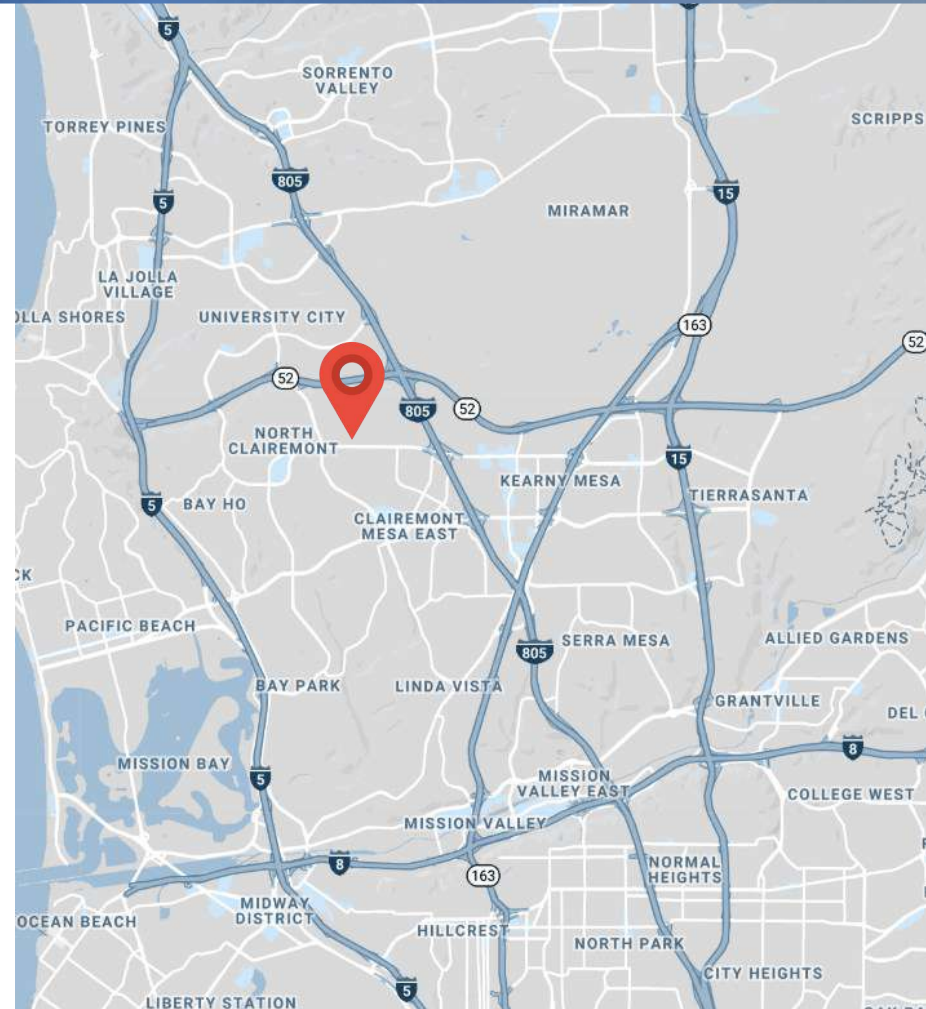 5
SORRENTO
VALLEY
TORREY PINES
SCRIPPS
805
15
5
MIRAMAR
LA JOLLA
VILLAGE
OLLA SHORES
UNIVERSITY CITY
163
52
52
805
52
NORTH
CLAIREMONT
15
KEARNY MESA
TIERRASANTA
5
BAY HO
CLAIREMONT
MESA EAST
CK
PACIFIC BEACH
SERRA MESA
ALLIED GARDENS
805
BAY PARK
LINDA VISTA
GRANTVILLE
DEL
8
MISSION BAY
5
MISSION
VALLEY EAST
COLLEGE WEST
MISSION VALLEY
8
163
NORMAL
HEIGHTS
MIDWAY
DISTRICT
OCEAN BEACH
HILLCREST
NORTH PARK
CITY HEIGHTS
5
LIBERTY STATION